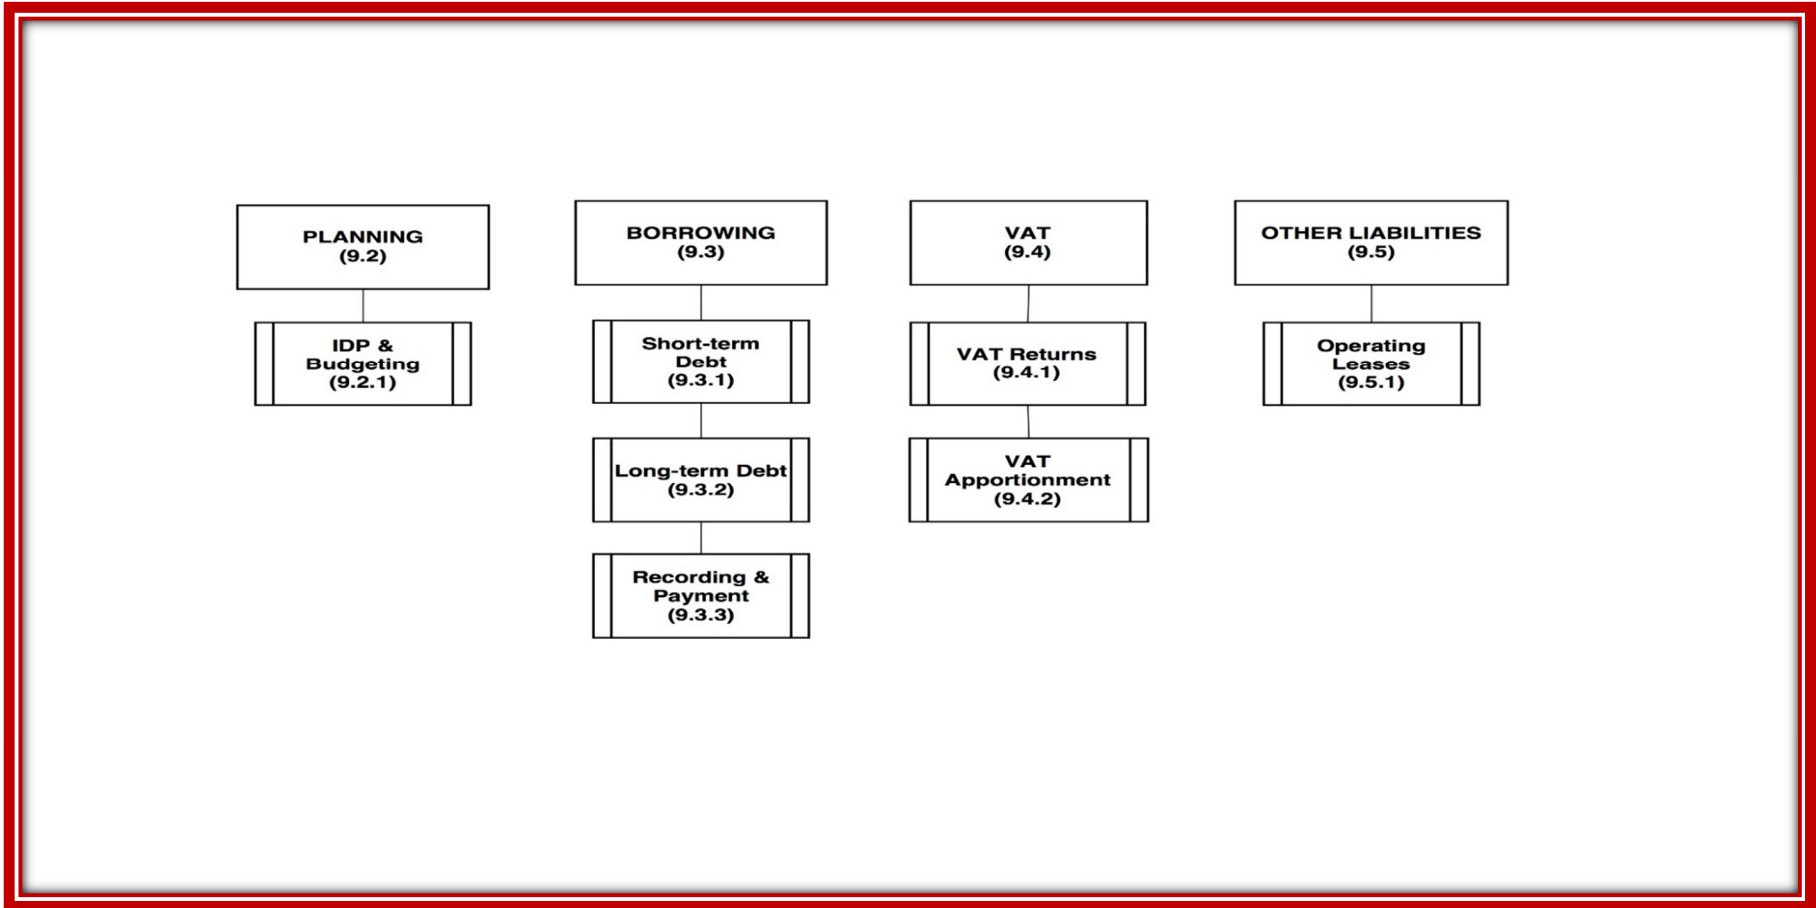 PLANNING
(9.2)
IDP &
Budgeting
(9.2.1)
BORROWING
(9.3)
Short-term
Debt
(9.3.1)
Long-term Debt
(9.3.2)
Recording &
Payment
(9.3.3)
VAT
(9.4)
VAT Returns
(9.4.1)
VAT
Apportionment
(9.4.2)
OTHER LIABILITIES
(9.5)
Operating
Leases
(9.5.1)